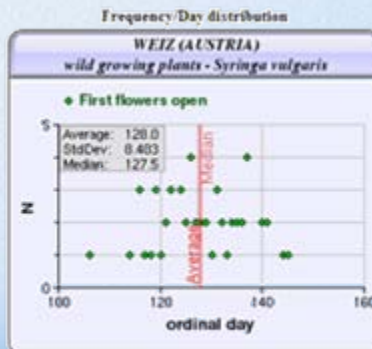 Frequency/Day distribution
WEIZ (AUSTRIA)
wild growing plants - Syringa vulgaris
First flowers open
5
Average: 128.0
StdDev: 8.483
Median: 127.5
Median
Average
N
0
100 120 140 160
ordinal day